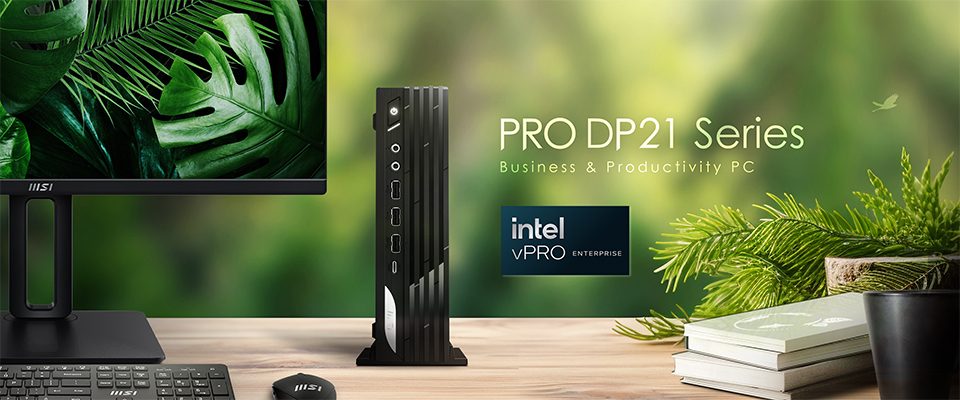 PRO DP21 Series
Business & Productivity PC
intel
vPRO ENTERPRISE
msi
msi